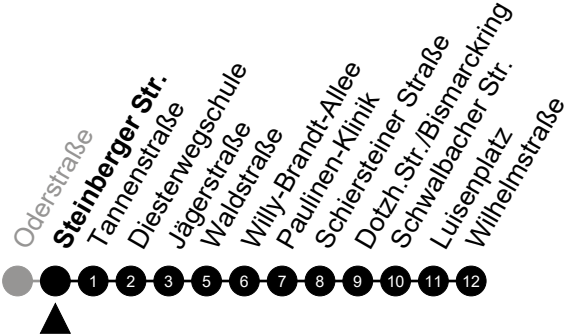 Oderstraße
Steinberger Str.
Tannenstraße
Diesterwegschule
Jägerstraße
Waldstraße
Willy-Brandt-Allee
Paulinen-Klinik
Schiersteiner Straße
Dotzh.Str./Bismarckring
Schwalbacher Str.
Luisenplatz
Wilhelmstraße
1 2 3 5 6 7 8 9 10 11 12